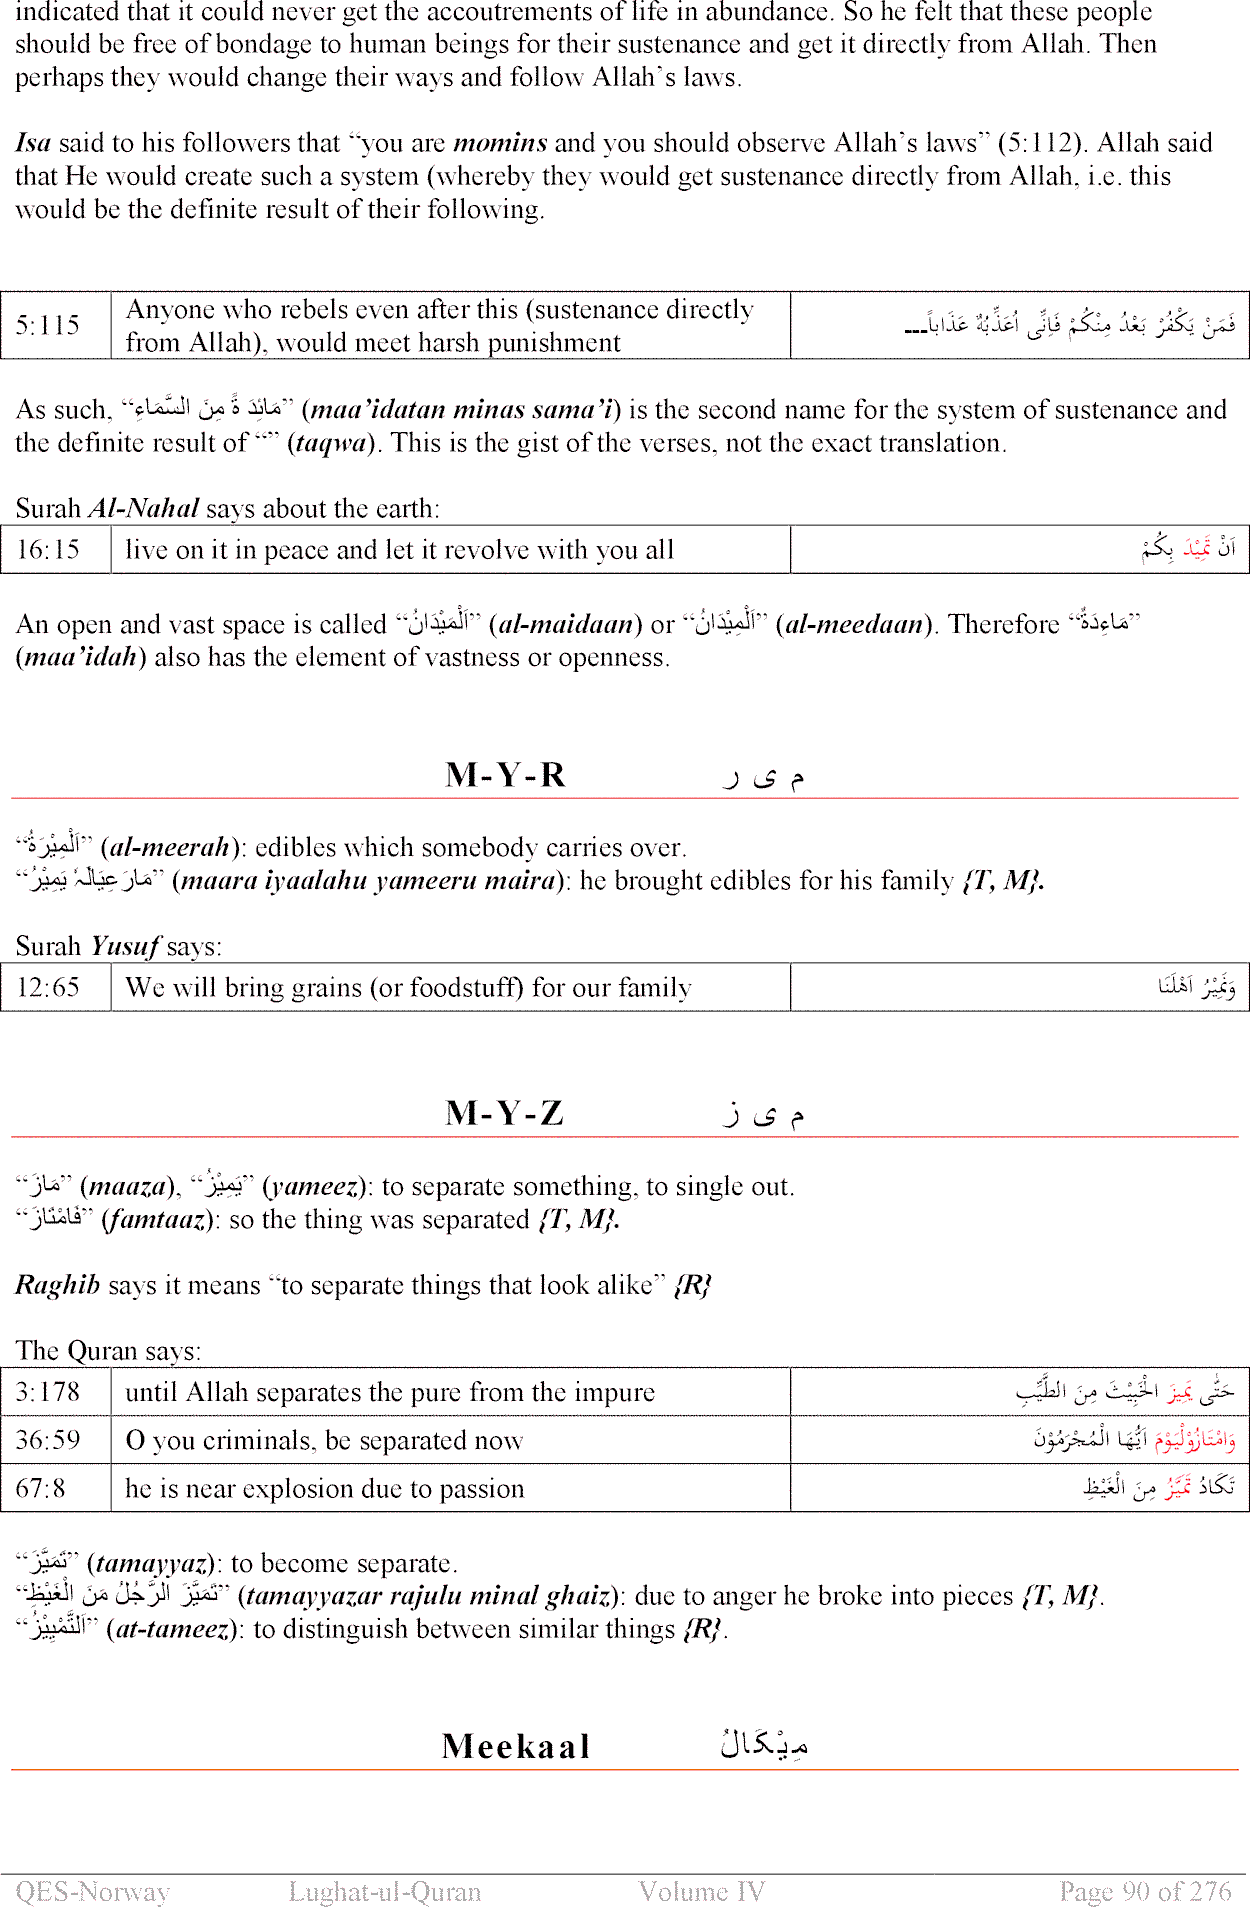 indicated that it could never get the accoutrements of life in abundance. So he felt that these people
should be free of bondage to human beings for their sustenance and get it directly from Allah. Then
perhaps they would change their ways and follow Allah’s laws.
Isa said to his followers that “you are momins and you should observe Allah’s laws” (5:112). Allah said
that He would create such a system (whereby they would get sustenance directly from Allah, i.e. this
would be the definite result of their following.
5:115 Anyone who rebels even after this (sustenance directly
from Allah), would meet harsh punishment
فَمَنْ يَكْفُرْ بَعْدُ مِنْكُمْ فَاِنِّى اُعَذِّبُهٗ عَذَاباً---
As such, “مَائِدَ ةً مِنَ السَّمَاءِ” (maa’idatan minas sama’i) is the second name for the system of sustenance and
the definite result of “” (taqwa). This is the gist of the verses, not the exact translation.
Surah Al-Nahal says about the earth:
16:15 live on it in peace and let it revolve with you all اَنْ تَمِيْدَ بِكُمْ
An open and vast space is called “اَلْمَيْدَانُ” (al-maidaan) or “اَلْمِيْدَانُ” (al-meedaan). Therefore “مَاءِدَةٌ”
(maa’idah) also has the element of vastness or openness.
M-Y-R م ى ر
“اَلْمِيْرَةُ” (al-meerah): edibles which somebody carries over.
“مَارَ عِيَالَہٗ يَمِيْرُ” (maara iyaalahu yameeru maira): he brought edibles for his family {T, M}.
Surah Yusuf says:
12:65 We will bring grains (or foodstuff) for our family وَنَمِيْرُ اَهْلَنَا
M-Y-Z م ى ز
“مَازَ” (maaza), “يَمِيْزُ” (yameez): to separate something, to single out.
“فَامْتَازَ” (famtaaz): so the thing was separated {T, M}.
Raghib says it means “to separate things that look alike” {R}
The Quran says:
3:178 until Allah separates the pure from the impure حَتّٰى يَمِيزَ الْخَبِيْثَ مِنَ الطَّيِّبِ
36:59 O you criminals, be separated now وَامْتَازُوْلْيَوْمَ اَيُّهَا الْمُجْرَمُوْنَ
67:8 he is near explosion due to passion تَكَادُ تَمَيَّزُ مِنَ الْغَيْظِ
“تَمَيَّزَ” (tamayyaz): to become separate.
“تَمَيَّزَ الرَّجُلُ مَنَ الْغَيْظِ” (tamayyazar rajulu minal ghaiz): due to anger he broke into pieces {T, M}.
“اَلتَّمْيِيْزُ” (at-tameez): to distinguish between similar things {R}.
Meekaal مِيْكَالُ
QES-Norway Lughat-ul-Quran Volume IV Page 90 of 276